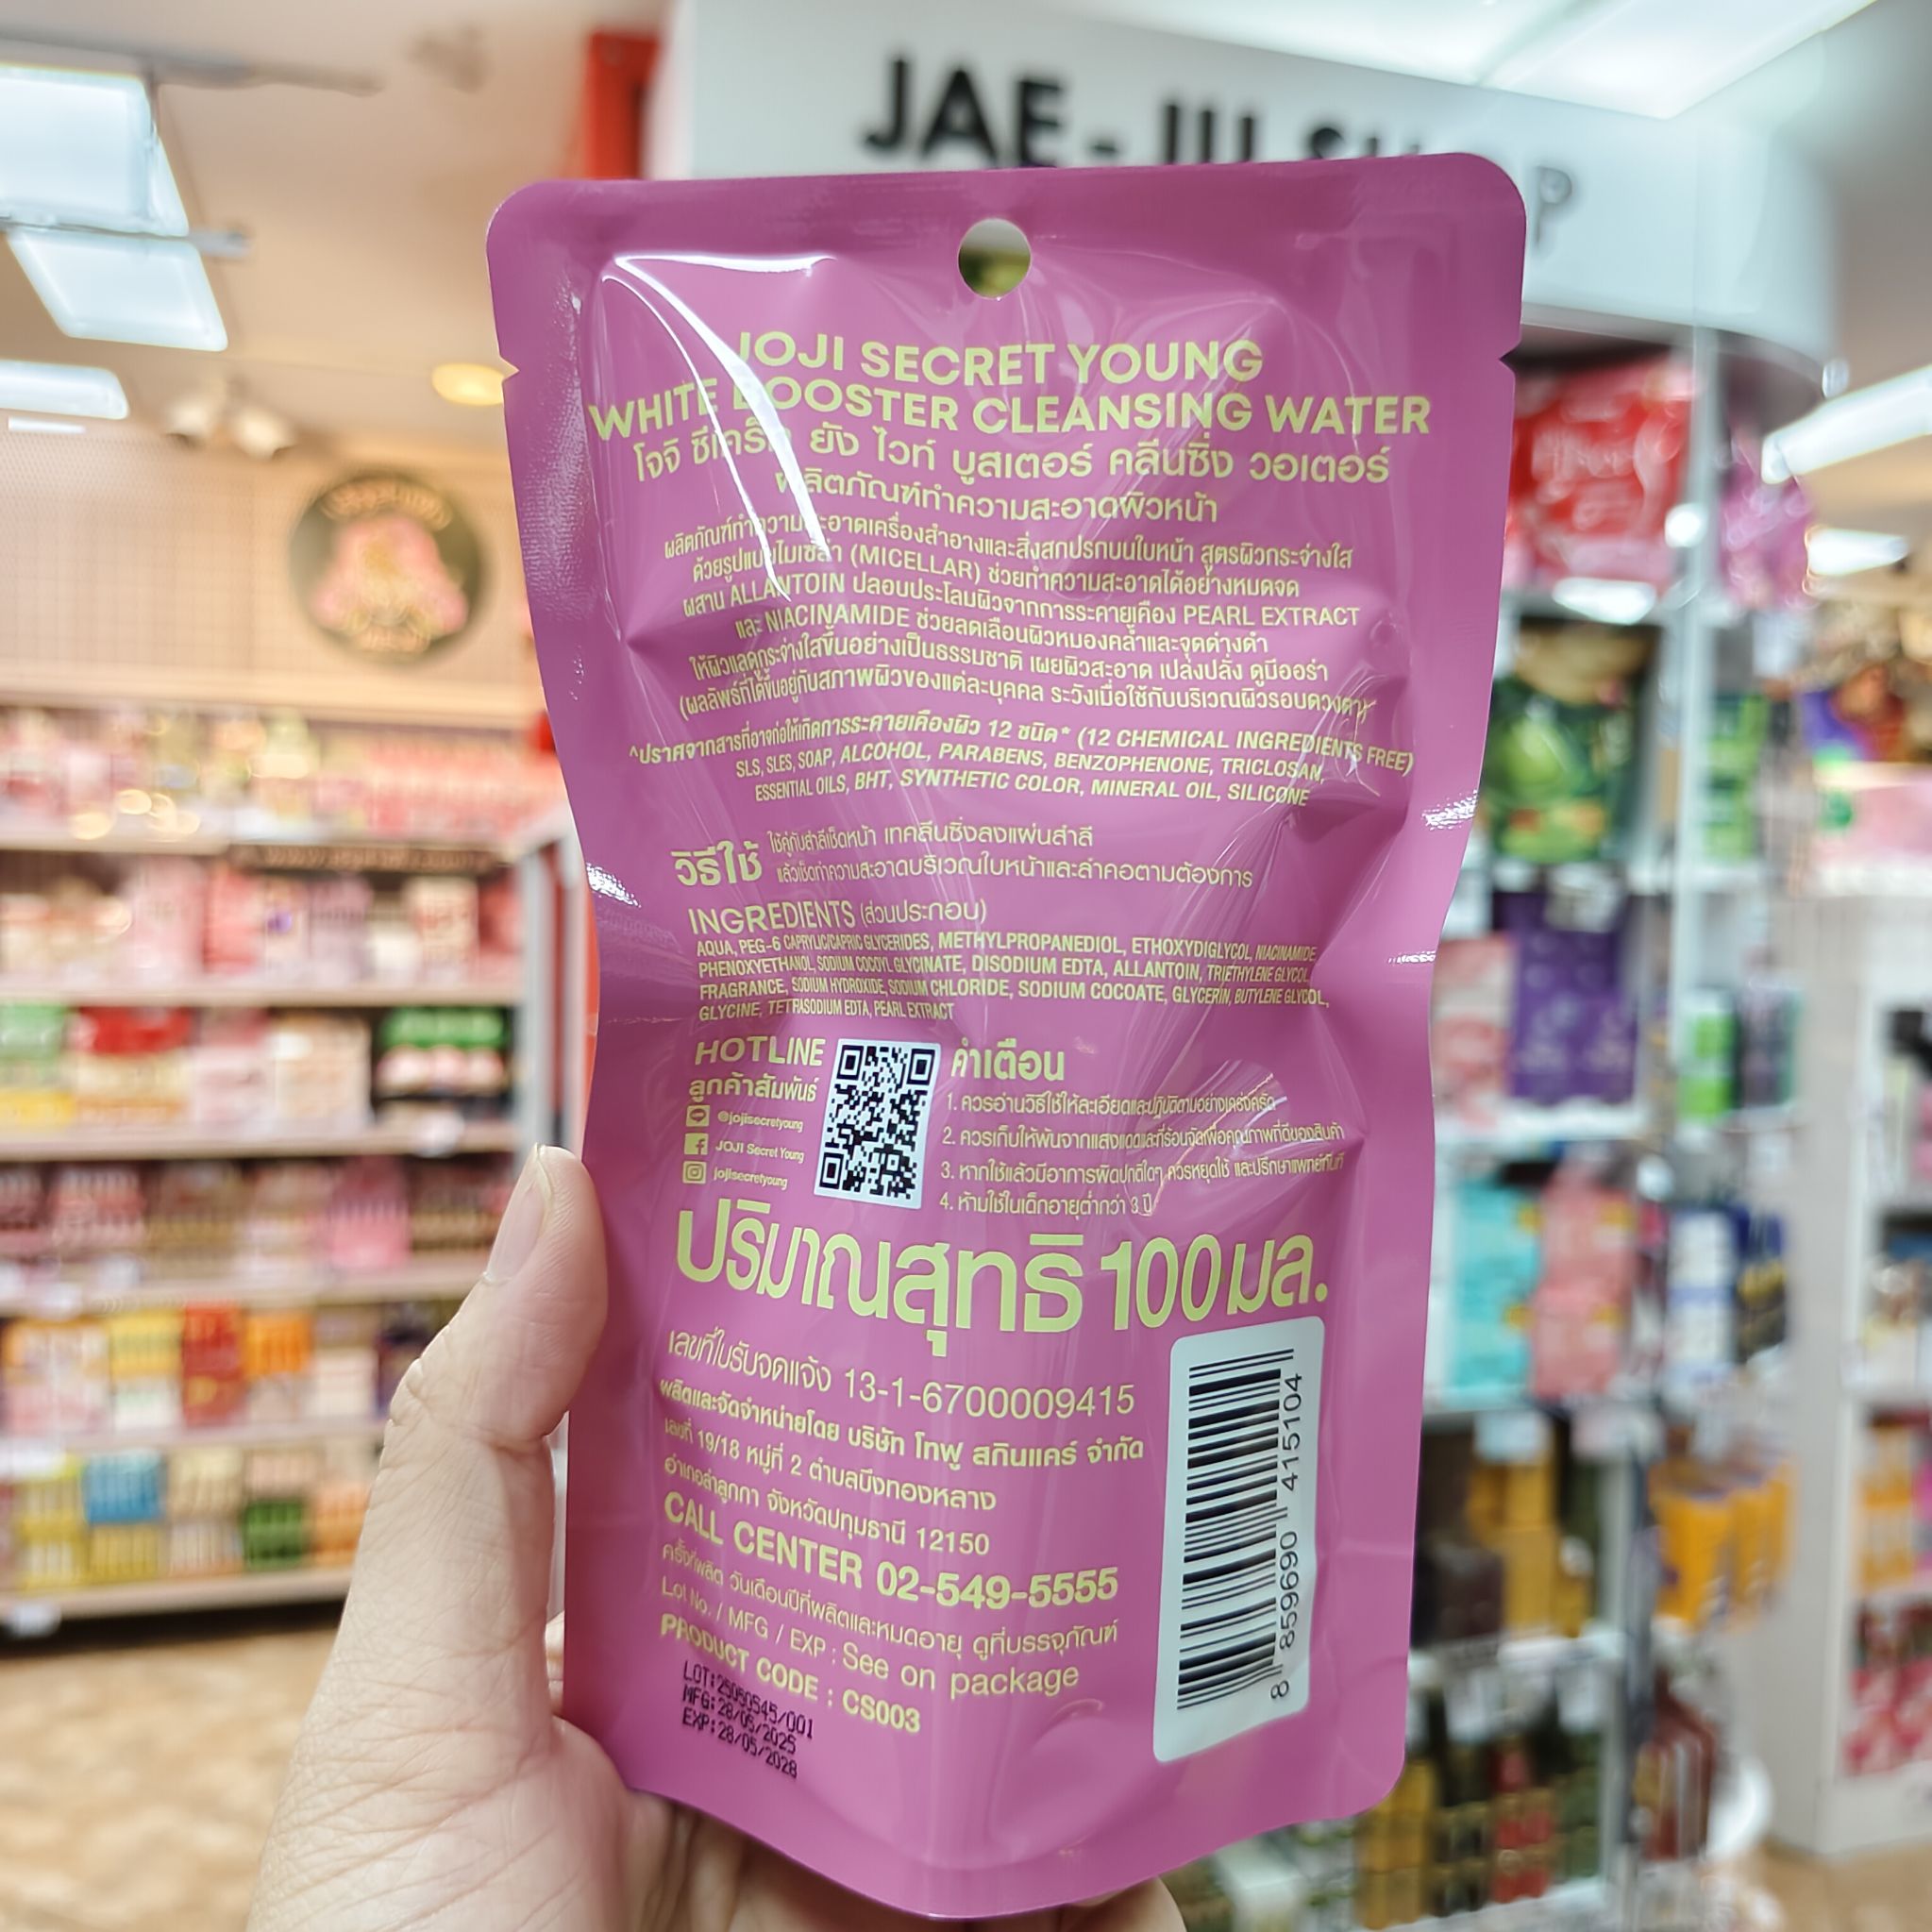 JAE-JU SHOP
JOJI SECRET YOUNG
WHITE BOOSTER CLEANSING WATER
โจจิ ซีเคร็ท ยัง ไวท์ บูสเตอร์ คลีนซิ่ง วอเตอร์
ผลิตภัณฑ์ทำความสะอาดผิวหน้า
ผลิตภัณฑ์ทำความสะอาดเครื่องสำอางและสิ่งสกปรกบนใบหน้า สูตรผิวกระจ่างใส
ด้วยรูปแบบไมเซล่า (MICELLAR) ช่วยทำความสะอาดได้อย่างหมดจด
ผสาน ALLANTOIN ปลอบประโลมผิวจากการระคายเคือง PEARL EXTRACT
และ NIACINAMIDE ช่วยลดเลือนผิวหมองคล้ำและจุดด่างดำ
ให้ผิวแลดูกระจ่างใสขึ้นอย่างเป็นธรรมชาติ เผยผิวสะอาด เปล่งปลั่ง ดูมีออร่า
(ผลลัพธ์ที่ได้ขึ้นอยู่กับสภาพผิวของแต่ละบุคคล ระวังเมื่อใช้กับบริเวณผิวรอบดวงตา)
^ปราศจากสารที่อาจก่อให้เกิดการระคายเคืองผิว 12 ชนิด* (12 CHEMICAL INGREDIENTS FREE)
SLS, SLES, SOAP, ALCOHOL, PARABENS, BENZOPHENONE, TRICLOSAN,
ESSENTIAL OILS, BHT, SYNTHETIC COLOR, MINERAL OIL, SILICONE
วิธีใช้ ใช้คู่กับสำลีเช็ดหน้า เทคลีนซิ่งลงแผ่นสำลี
แล้วเช็ดทำความสะอาดบริเวณใบหน้าและลำคอตามต้องการ
INGREDIENTS (ส่วนประกอบ)
AQUA, PEG-6 CAPRYLIC/CAPRIC GLYCERIDES, METHYLPROPANEDIOL, ETHOXYDIGLYCOL, NIACINAMIDE
PHENOXYETHANOL, SODIUM COCOYL GLYCINATE, DISODIUM EDTA, ALLANTOIN, TRIETHYLENE GLYCOL,
FRAGRANCE, SODIUM HYDROXIDE, SODIUM CHLORIDE, SODIUM COCOATE, GLYCERIN, BUTYLENE GLYCOL,
GLYCINE, TETRASODIUM EDTA, PEARL EXTRACT
HOTLINE
ลูกค้าสัมพันธ์
@jojisecretyoung
JOJI Secret Young
jojisecretyoung
คำเตือน
1. ควรอ่านวิธีใช้ให้ละเอียดและปฏิบัติตามอย่างเคร่งครัด
2. ควรเก็บให้พ้นจากแสงแดดและที่ร้อนจัดเพื่อคุณภาพที่ดีของสินค้า
3. หากใช้แล้วมีอาการผิดปกติใดๆ ควรหยุดใช้ และปรึกษาแพทย์ทันที
4. ห้ามใช้ในเด็กอายุต่ำกว่า 3 ปี
ปริมาณสุทธิ 100 มล.
เลขที่ใบรับจดแจ้ง 13-1-6700009415
ผลิตและจัดจำหน่ายโดย บริษัท โทฟู สกินแคร์ จำกัด
เลขที่ 19/18 หมู่ที่ 2 ตำบลบึงทองหลาง
อำเภอลำลูกกา จังหวัดปทุมธานี 12150
CALL CENTER 02-549-5555
ครั้งที่ผลิต วันเดือนปีที่ผลิตและหมดอายุ ดูที่บรรจุภัณฑ์
Lot No. / MFG / EXP : See on package
PRODUCT CODE : CS003
LOT:25050545/001
MFG:28/05/2025
EXP:28/05/2028
8 859690 415104